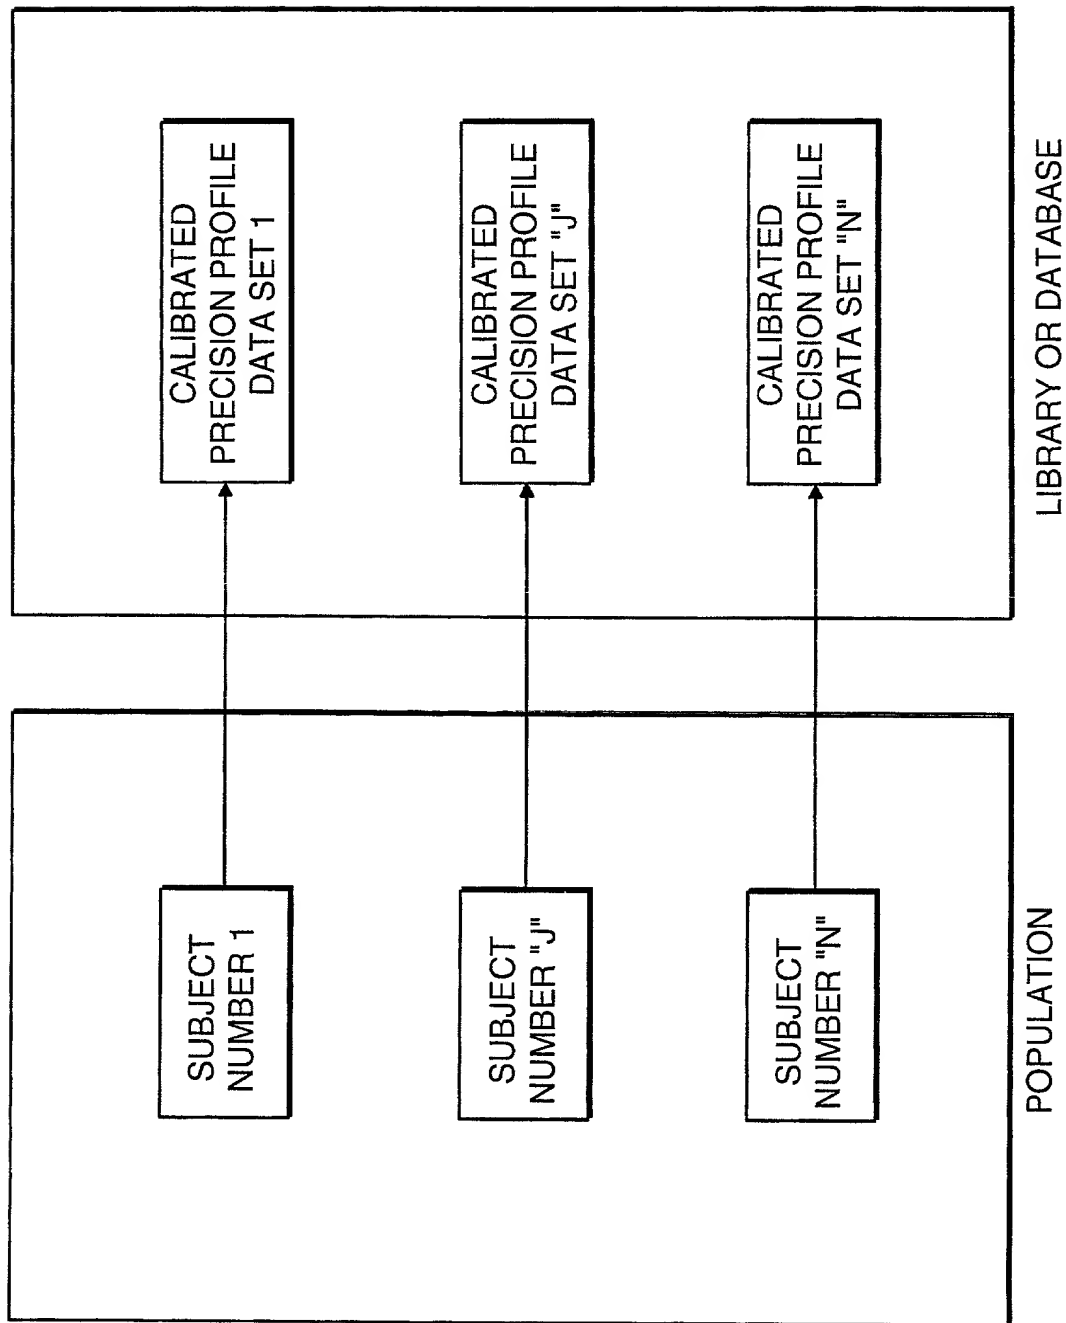 SUBJECT
NUMBER 1
CALIBRATED
PRECISION PROFILE
DATA SET 1
SUBJECT
NUMBER "J"
CALIBRATED
PRECISION PROFILE
DATA SET "J"
SUBJECT
NUMBER "N"
CALIBRATED
PRECISION PROFILE
DATA SET "N"
POPULATION
LIBRARY OR DATABASE